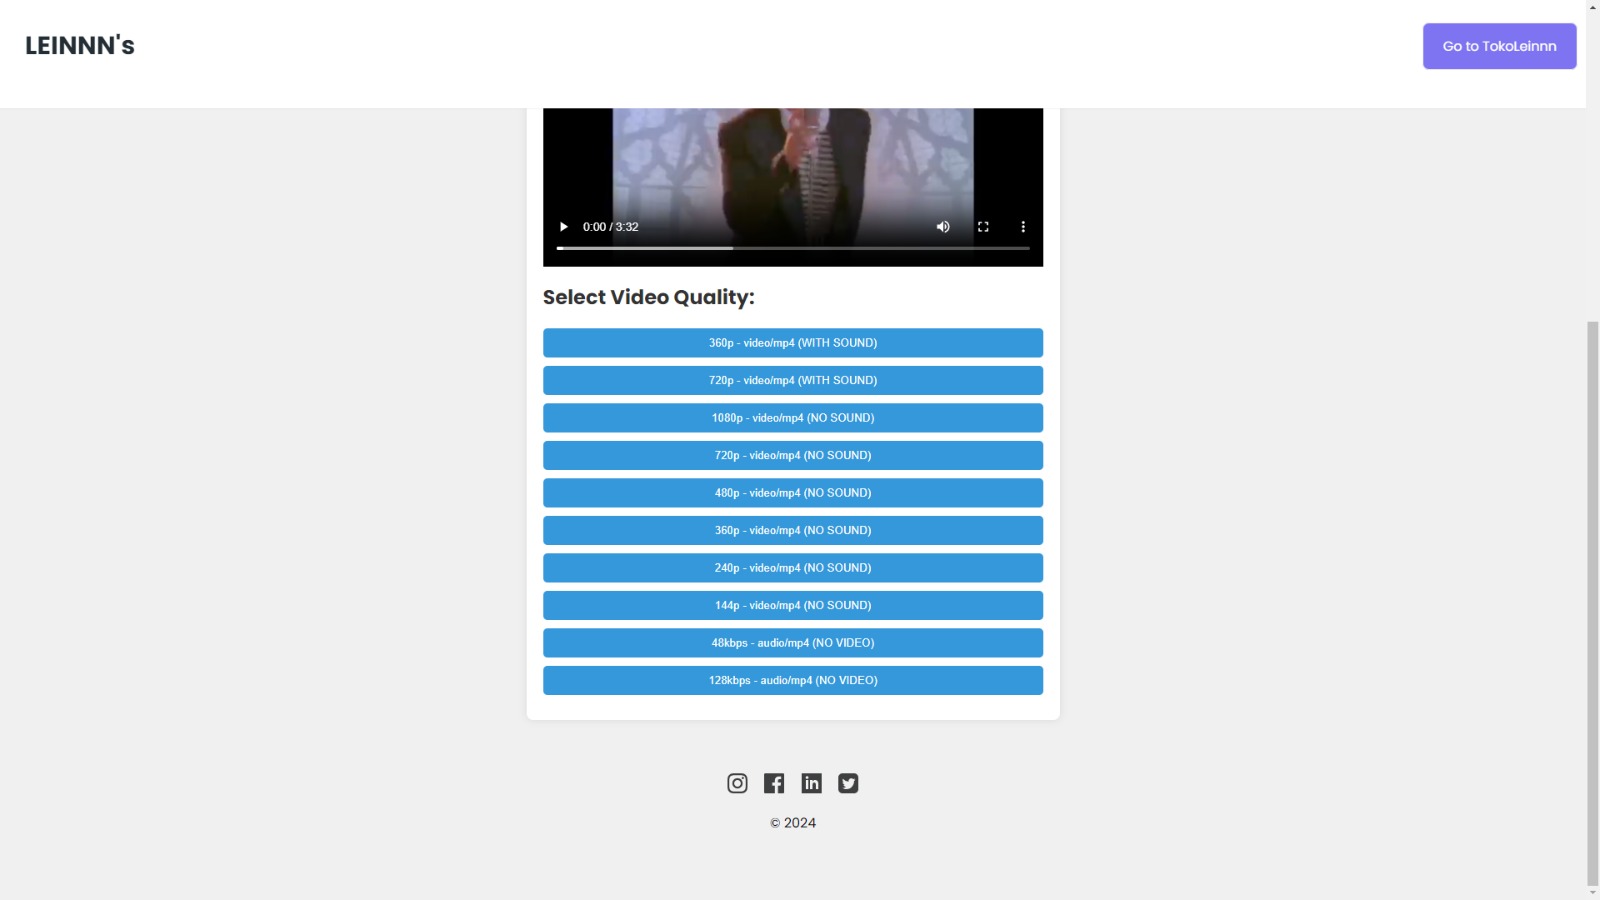 LEINNN's
Go to TokoLeinnn
0:00 / 3:32
Select Video Quality:
360p - video/mp4 (WITH SOUND)
720p - video/mp4 (WITH SOUND)
1080p - video/mp4 (NO SOUND)
720p - video/mp4 (NO SOUND)
480p - video/mp4 (NO SOUND)
360p - video/mp4 (NO SOUND)
240p - video/mp4 (NO SOUND)
144p - video/mp4 (NO SOUND)
48kbps - audio/mp4 (NO VIDEO)
128kbps - audio/mp4 (NO VIDEO)
© 2024